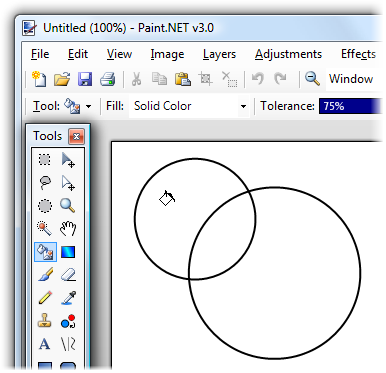 Untitled (100%) - Paint.NET v3.0
File Edit View Image Layers Adjustments Effects
Window
Tool: Fill: Solid Color Tolerance: 75%
Tools
A